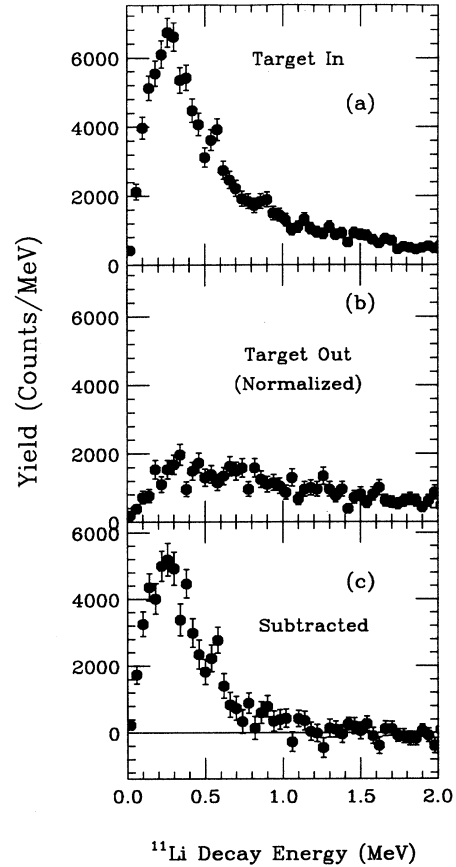 6000
4000
2000
0
Target In
(a)
6000
4000
2000
0
(b)
Target Out
(Normalized)
6000
4000
2000
0
(c)
Subtracted
0.0 0.5 1.0 1.5 2.0
Yield (Counts/MeV)
¹¹Li Decay Energy (MeV)